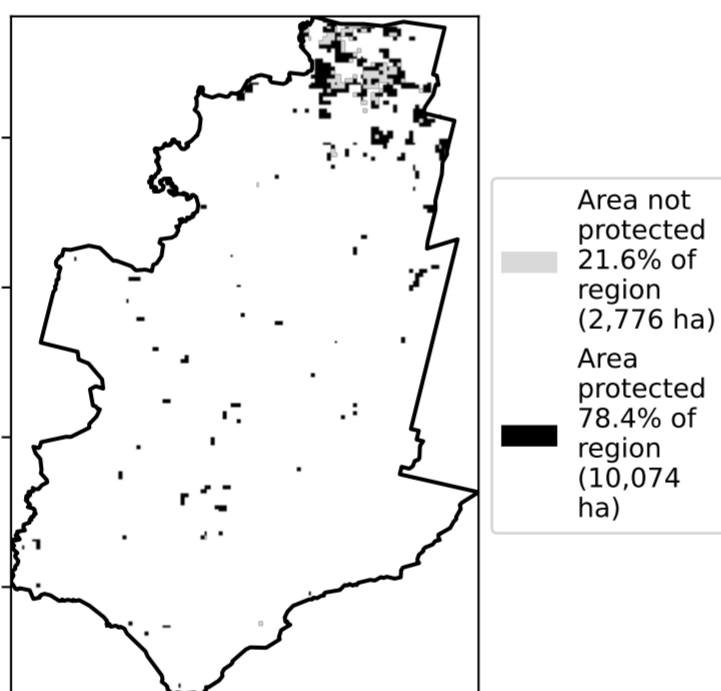 Area not
protected
21.6% of
region
(2,776 ha)
Area
protected
78.4% of
region
(10,074
ha)